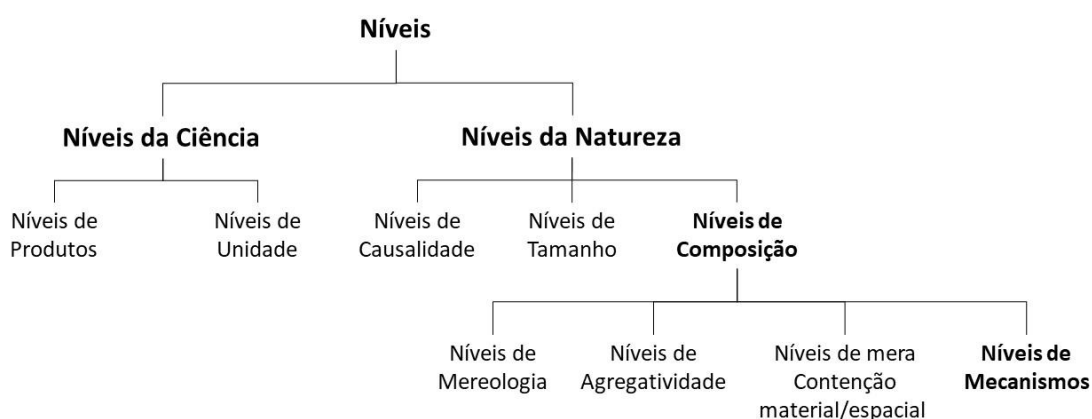 Níveis
Níveis da Ciência
Níveis da Natureza
Níveis de
Produtos
Níveis de
Unidade
Níveis de
Causalidade
Níveis de
Tamanho
Níveis de
Composição
Níveis de
Mereologia
Níveis de
Agregatividade
Níveis de mera
Contenção
material/espacial
Níveis de
Mecanismos